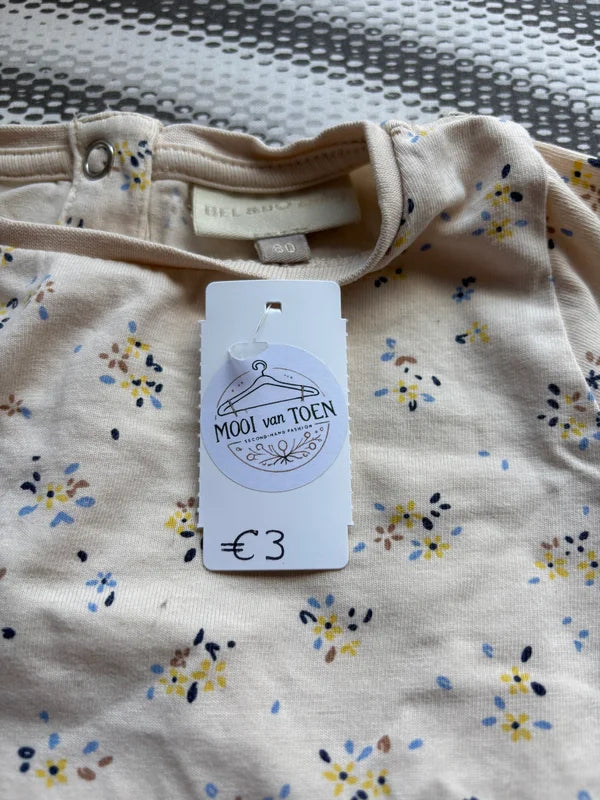 80
MOOI van TOEN
SECOND-HAND FASHION
€3